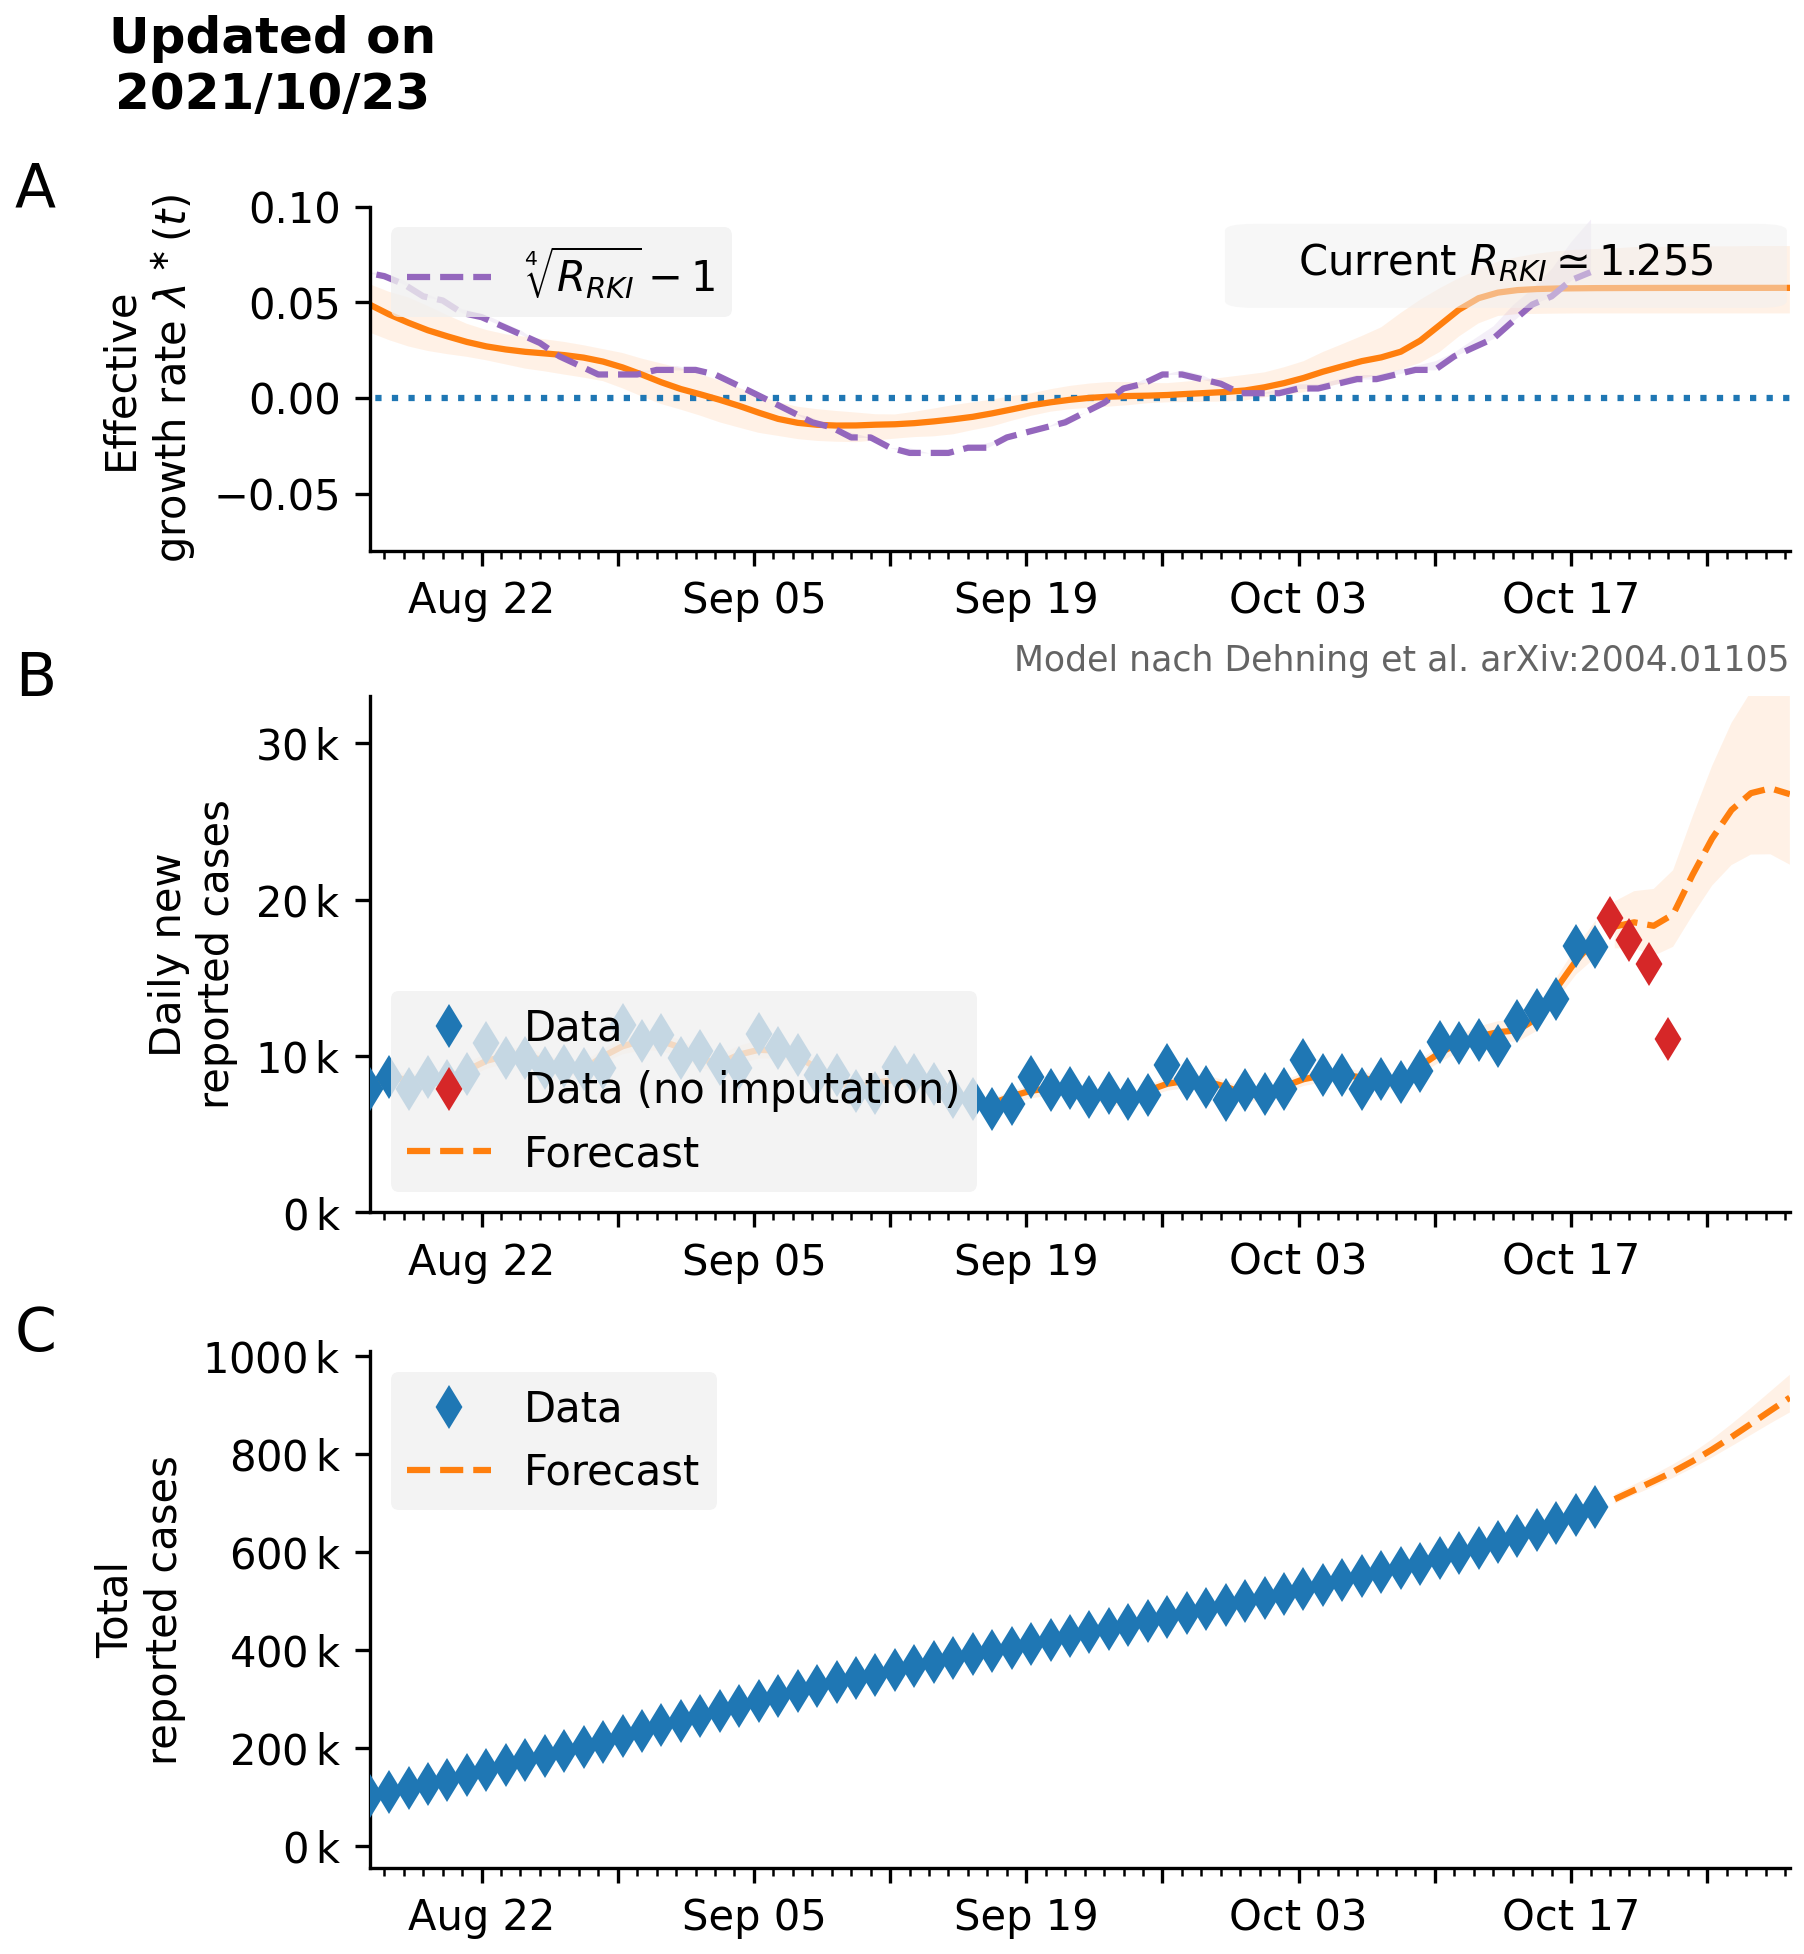 Updated on
2021/10/23
A
Effective
growth rate λ * (t)
0.10
0.05
0.00
−0.05
∜R_RKI − 1
Current R_RKI ≃ 1.255
Aug 22 Sep 05 Sep 19 Oct 03 Oct 17
Model nach Dehning et al. arXiv:2004.01105
B
Daily new
reported cases
30 k
20 k
10 k
0 k
Data
Data (no imputation)
Forecast
Aug 22 Sep 05 Sep 19 Oct 03 Oct 17
C
Total
reported cases
1000 k
800 k
600 k
400 k
200 k
0 k
Data
Forecast
Aug 22 Sep 05 Sep 19 Oct 03 Oct 17